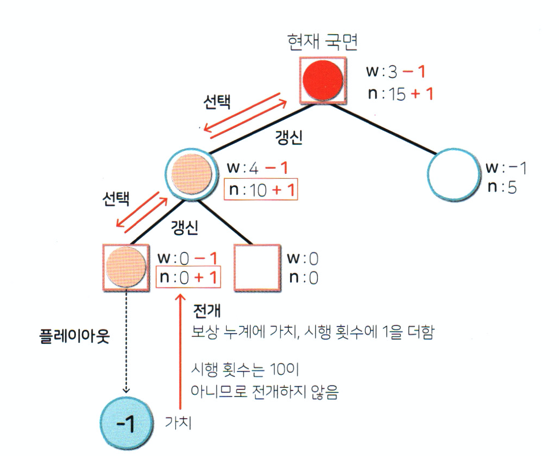 현재 국면
w:3-1
n:15+1
선택
갱신
w:4-1
n:10+1
w:-1
n:5
선택
갱신
w:0-1
n:0+1
w:0
n:0
전개
보상 누계에 가치, 시행 횟수에 1을 더함
플레이아웃
시행 횟수는 10이
아니므로 전개하지 않음
-1
가치